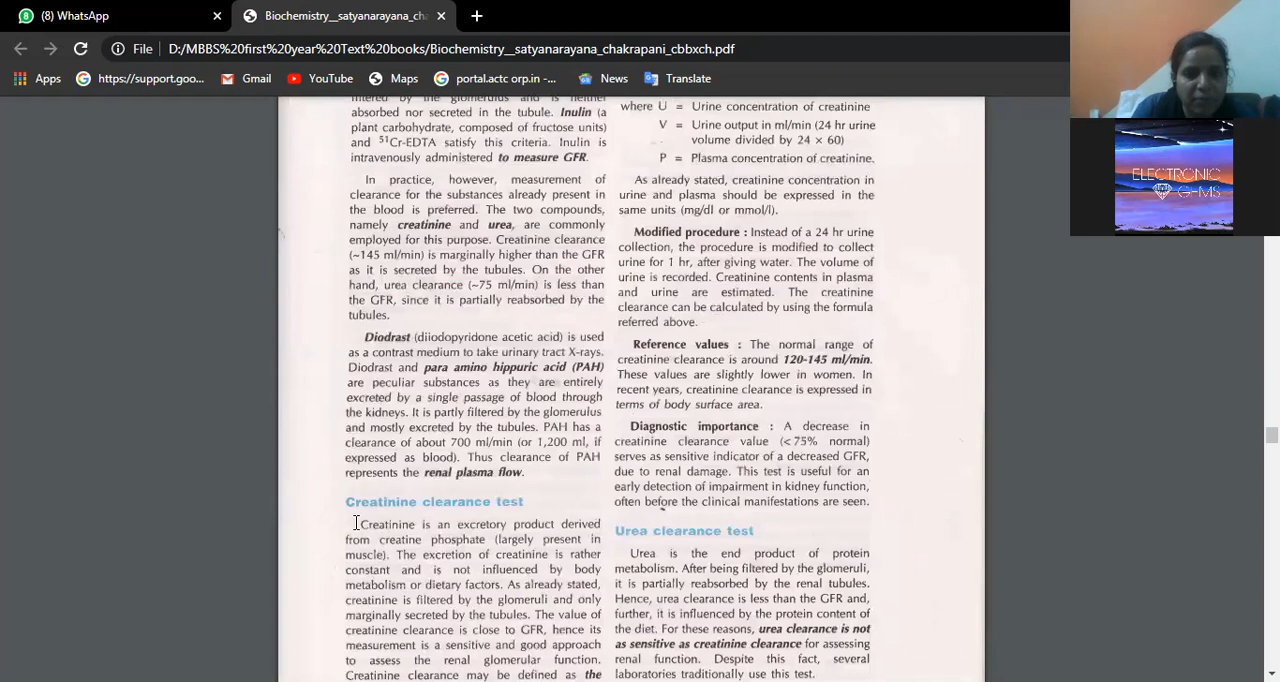 (8) WhatsApp
Biochemistry__satyanarayana_cha
File
D:/MBBS%20first%20year%20Text%20books/Biochemistry__satyanarayana_chakrapani_cbbxch.pdf
Apps
https://support.goo...
Gmail
YouTube
Maps
portal.actc orp.in -...
News
Translate
ELECTRONIC
GEMS
filtered by the glomerulus and is neither
absorbed nor secreted in the tubule. Inulin (a
plant carbohydrate, composed of fructose units)
and 51Cr-EDTA satisfy this criteria. Inulin is
intravenously administered to measure GFR.
In practice, however, measurement of
clearance for the substances already present in
the blood is preferred. The two compounds,
namely creatinine and urea, are commonly
employed for this purpose. Creatinine clearance
(~145 ml/min) is marginally higher than the GFR
as it is secreted by the tubules. On the other
hand, urea clearance (~75 ml/min) is less than
the GFR, since it is partially reabsorbed by the
tubules.
Diodrast (diiodopyridone acetic acid) is used
as a contrast medium to take urinary tract X-rays.
Diodrast and para amino hippuric acid (PAH)
are peculiar substances as they are entirely
excreted by a single passage of blood through
the kidneys. It is partly filtered by the glomerulus
and mostly excreted by the tubules. PAH has a
clearance of about 700 ml/min (or 1,200 ml, if
expressed as blood). Thus clearance of PAH
represents the renal plasma flow.
Creatinine clearance test
Creatinine is an excretory product derived
from creatine phosphate (largely present in
muscle). The excretion of creatinine is rather
constant and is not influenced by body
metabolism or dietary factors. As already stated,
creatinine is filtered by the glomeruli and only
marginally secreted by the tubules. The value of
creatinine clearance is close to GFR, hence its
measurement is a sensitive and good approach
to assess the renal glomerular function.
Creatinine clearance may be defined as the
where U = Urine concentration of creatinine
V = Urine output in ml/min (24 hr urine
volume divided by 24 × 60)
P = Plasma concentration of creatinine.
As already stated, creatinine concentration in
urine and plasma should be expressed in the
same units (mg/dl or mmol/l).
Modified procedure : Instead of a 24 hr urine
collection, the procedure is modified to collect
urine for 1 hr, after giving water. The volume of
urine is recorded. Creatinine contents in plasma
and urine are estimated. The creatinine
clearance can be calculated by using the formula
referred above.
Reference values : The normal range of
creatinine clearance is around 120-145 ml/min.
These values are slightly lower in women. In
recent years, creatinine clearance is expressed in
terms of body surface area.
Diagnostic importance : A decrease in
creatinine clearance value (<75% normal)
serves as sensitive indicator of a decreased GFR,
due to renal damage. This test is useful for an
early detection of impairment in kidney function,
often before the clinical manifestations are seen.
Urea clearance test
Urea is the end product of protein
metabolism. After being filtered by the glomeruli,
it is partially reabsorbed by the renal tubules.
Hence, urea clearance is less than the GFR and,
further, it is influenced by the protein content of
the diet. For these reasons, urea clearance is not
as sensitive as creatinine clearance for assessing
renal function. Despite this fact, several
laboratories traditionally use this test.